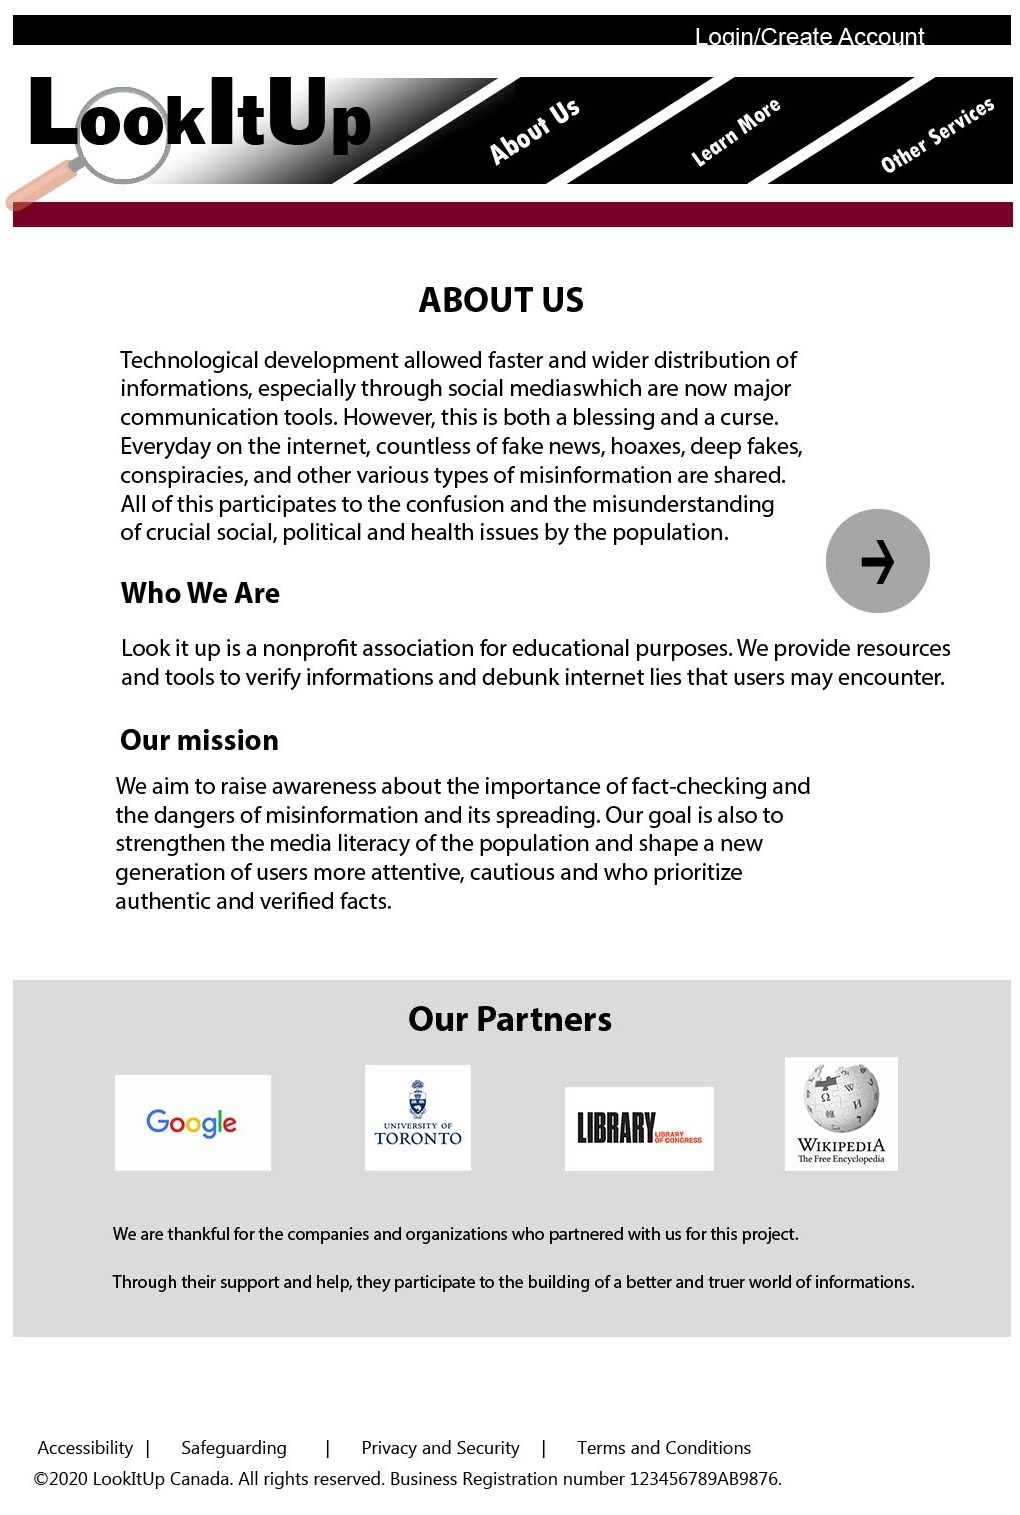 Login/Create Account
LookItUp
About Us
Learn More
Other Services
ABOUT US
Technological development allowed faster and wider distribution of
informations, especially through social mediaswhich are now major
communication tools. However, this is both a blessing and a curse.
Everyday on the internet, countless of fake news, hoaxes, deep fakes,
conspiracies, and other various types of misinformation are shared.
All of this participates to the confusion and the misunderstanding
of crucial social, political and health issues by the population.
Who We Are
Look it up is a nonprofit association for educational purposes. We provide resources
and tools to verify informations and debunk internet lies that users may encounter.
Our mission
We aim to raise awareness about the importance of fact-checking and
the dangers of misinformation and its spreading. Our goal is also to
strengthen the media literacy of the population and shape a new
generation of users more attentive, cautious and who prioritize
authentic and verified facts.
Our Partners
Google
UNIVERSITY OF
TORONTO
LIBRARY LIBRARY
OF CONGRESS
Ω W И
WIKIPEDIA
The Free Encyclopedia
We are thankful for the companies and organizations who partnered with us for this project.
Through their support and help, they participate to the building of a better and truer world of informations.
Accessibility | Safeguarding | Privacy and Security | Terms and Conditions
©2020 LookItUp Canada. All rights reserved. Business Registration number 123456789AB9876.